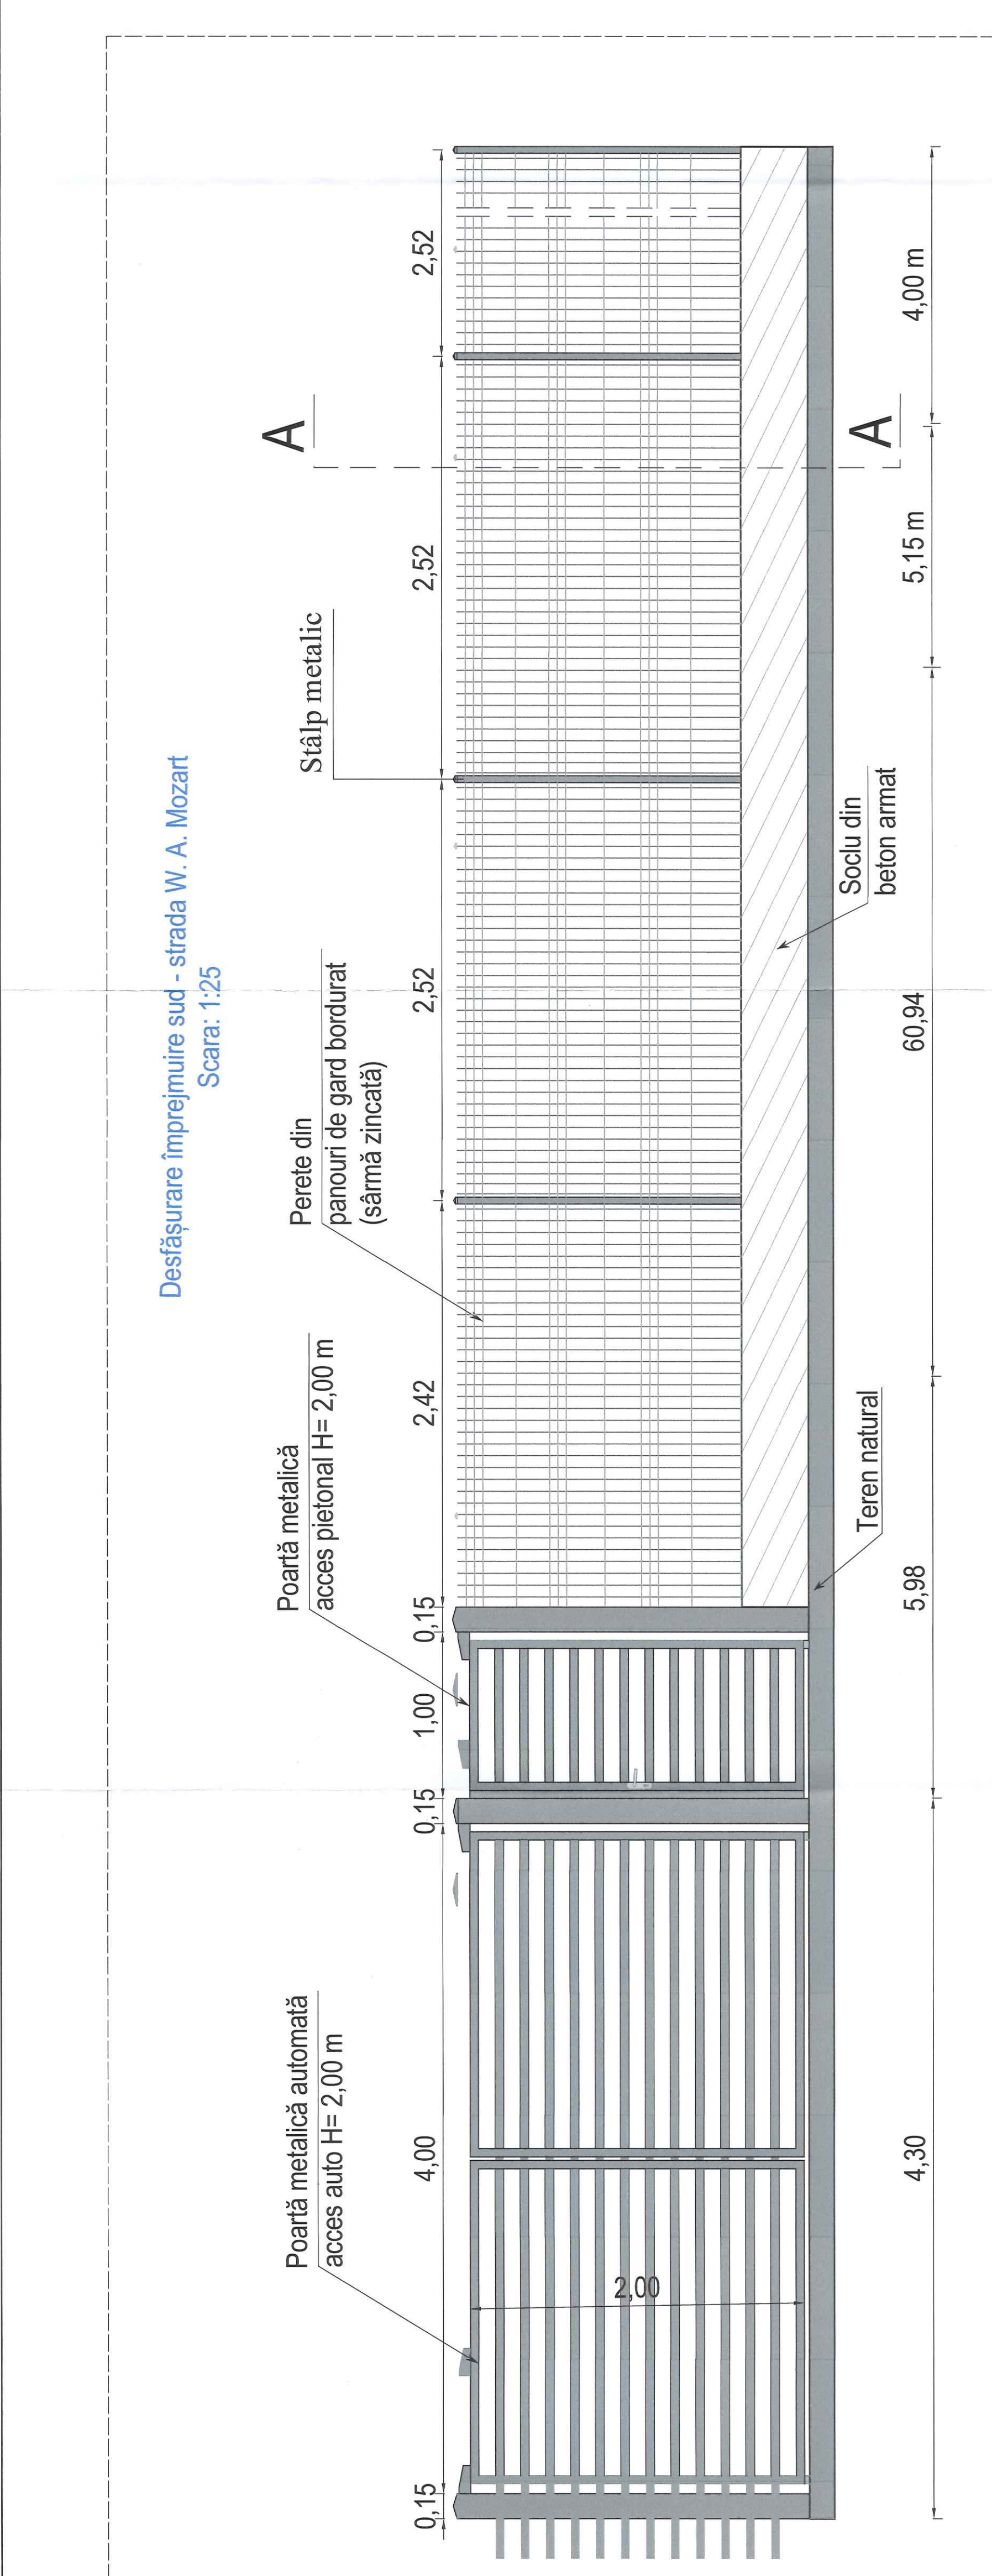 Desfășurare împrejmuire sud - strada W. A. Mozart
Scara: 1:25
Poartă metalică automată
acces auto H= 2,00 m
Poartă metalică
acces pietonal H= 2,00 m
Perete din
panouri de gard bordurat
(sârmă zincată)
Stâlp metalic
A
0,15
4,00
0,15
1,00
0,15
2,42
2,52
2,52
2,52
2,00
Teren natural
Soclu din
beton armat
A
4,30
5,98
60,94
5,15 m
4,00 m